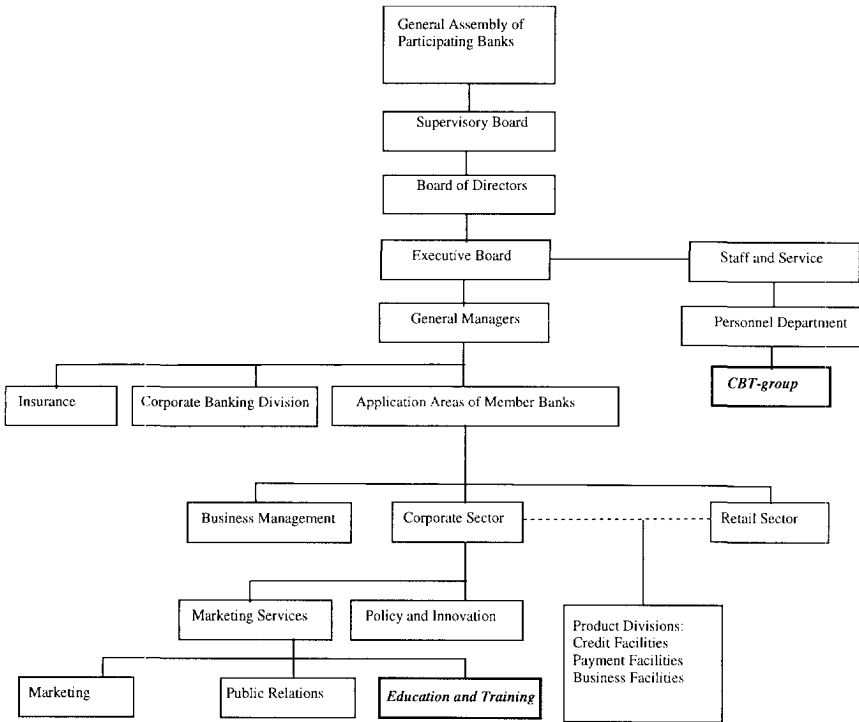 General Assembly of
Participating Banks
Supervisory Board
Board of Directors
Executive Board
Staff and Service
General Managers
Personnel Department
CBT-group
Insurance
Corporate Banking Division
Application Areas of Member Banks
Business Management
Corporate Sector
Retail Sector
Marketing Services
Policy and Innovation
Product Divisions:
Credit Facilities
Payment Facilities
Business Facilities
Marketing
Public Relations
Education and Training